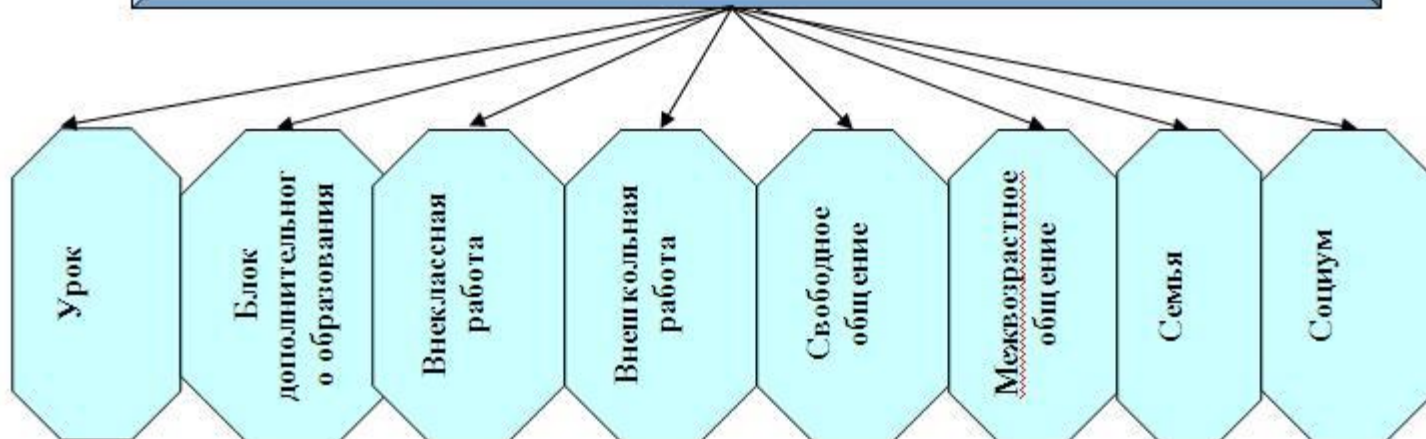 Урок
Блок
дополнительног
о образования
Внеклассная
работа
Внешкольная
работа
Свободное
общение
Межвозрастное
общение
Семья
Социум